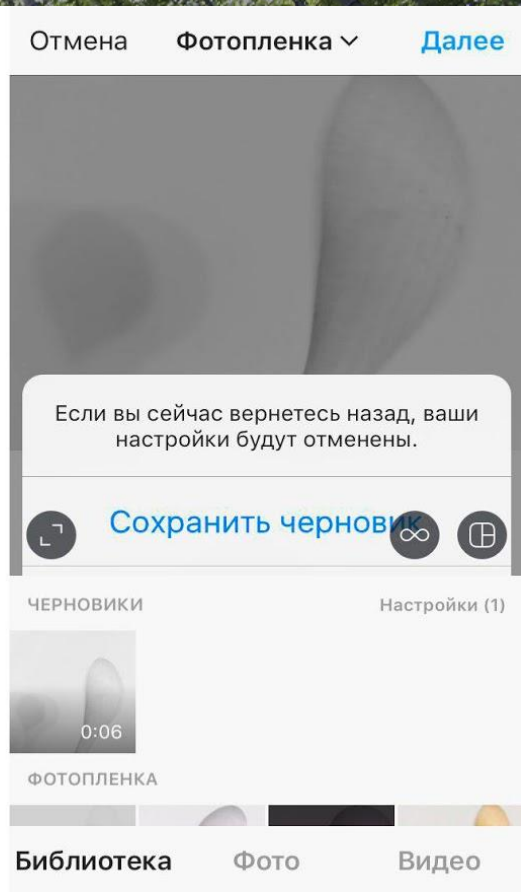 Отмена Фотопленка Далее
Если вы сейчас вернетесь назад, ваши
настройки будут отменены.
Сохранить черновик
ЧЕРНОВИКИ Настройки (1)
0:06
ФОТОПЛЕНКА
Библиотека Фото Видео